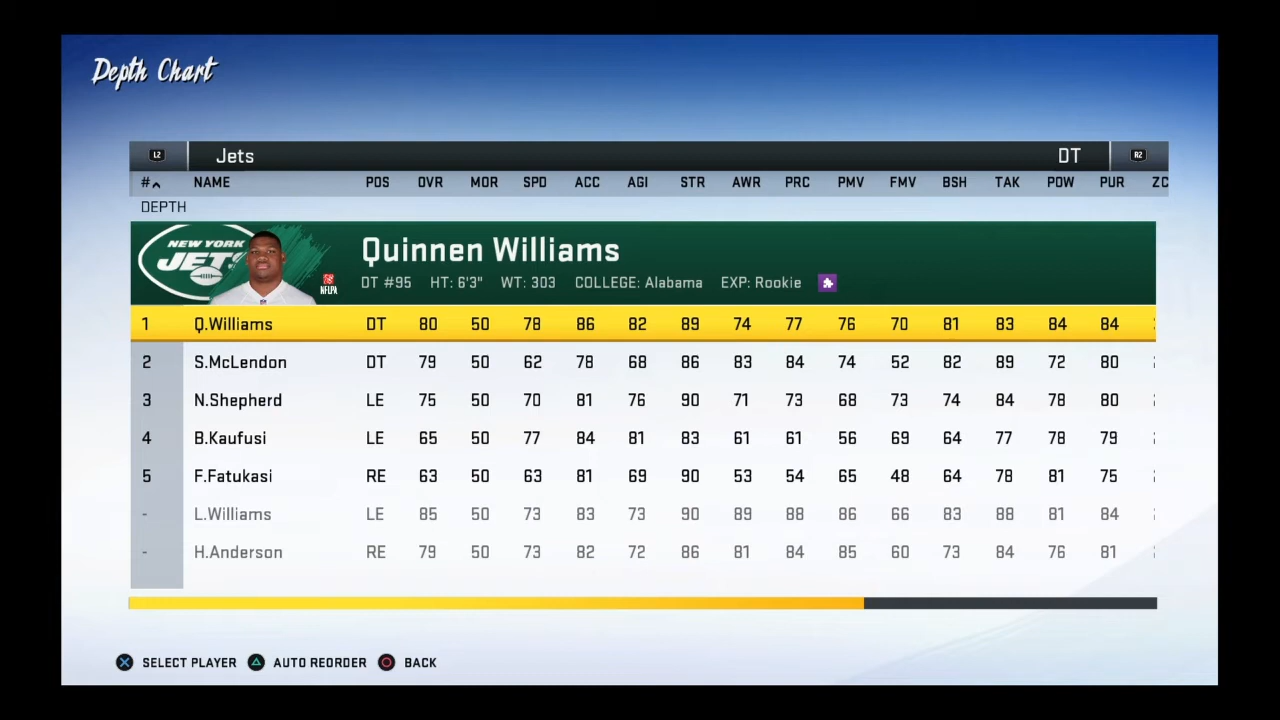 Depth Chart
L2 Jets DT R2
# NAME POS OVR MOR SPD ACC AGI STR AWR PRC PMV FMV BSH TAK POW PUR ZC
DEPTH
NEW YORK
JETS
NFLPA
Quinnen Williams
DT #95 HT: 6'3" WT: 303 COLLEGE: Alabama EXP: Rookie
1 Q.Williams DT 80 50 78 86 82 89 74 77 76 70 81 83 84 84
2 S.McLendon DT 79 50 62 78 68 86 83 84 74 52 82 89 72 80
3 N.Shepherd LE 75 50 70 81 76 90 71 73 68 73 74 84 78 80
4 B.Kaufusi LE 65 50 77 84 81 83 61 61 56 69 64 77 78 79
5 F.Fatukasi RE 63 50 63 81 69 90 53 54 65 48 64 78 81 75
- L.Williams LE 85 50 73 83 73 90 89 88 86 66 83 88 81 84
- H.Anderson RE 79 50 73 82 72 86 81 84 85 60 73 84 76 81
SELECT PLAYER AUTO REORDER BACK